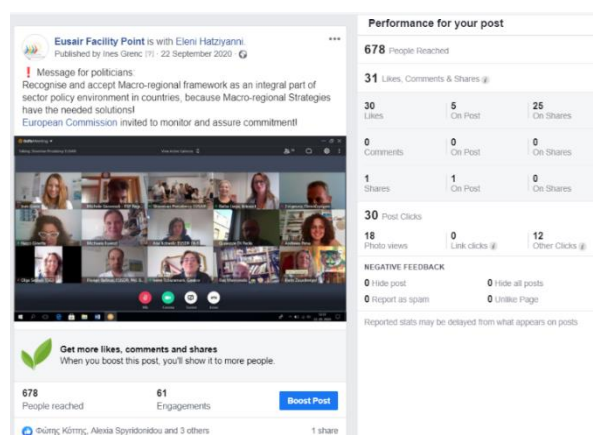 Eusair Facility Point is with Eleni Hatziyanni.
Published by Ines Grenc [?] · 22 September 2020 ·
❗ Message for politicians:
Recognise and accept Macro-regional framework as an integral part of
sector policy environment in countries, because Macro-regional Strategies
have the needed solutions!
European Commission invited to monitor and assure commitment!
Get more likes, comments and shares
When you boost this post, you'll show it to more people.
678
People reached
61
Engagements
Boost Post
Φώτης Κόττης, Alexia Spyridonidou and 3 others
1 share
Performance for your post
678 People Reached
31 Likes, Comments & Shares
30 5 25
Likes On Post On Shares
0 0 0
Comments On Post On Shares
1 1 0
Shares On Post On Shares
30 Post Clicks
18 0 12
Photo views Link clicks Other Clicks
NEGATIVE FEEDBACK
0 Hide post 0 Hide all posts
0 Report as spam 0 Unlike Page
Reported stats may be delayed from what appears on posts